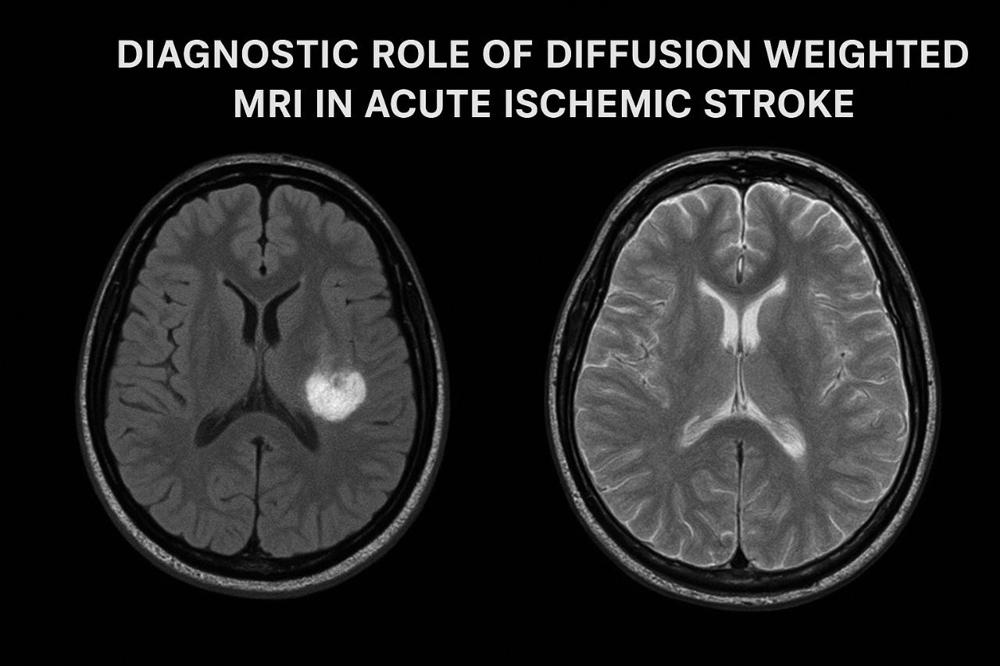 DIAGNOSTIC ROLE OF DIFFUSION WEIGHTED
MRI IN ACUTE ISCHEMIC STROKE